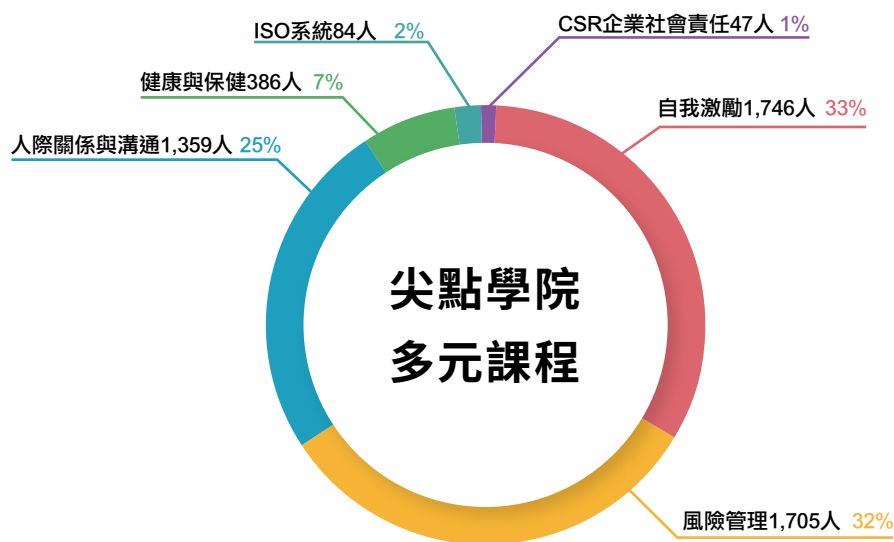 CSR企業社會責任47人 1%
ISO系統84人 2%
健康與保健386人 7%
自我激勵1,746人 33%
人際關係與溝通1,359人 25%
尖點學院
多元課程
風險管理1,705人 32%